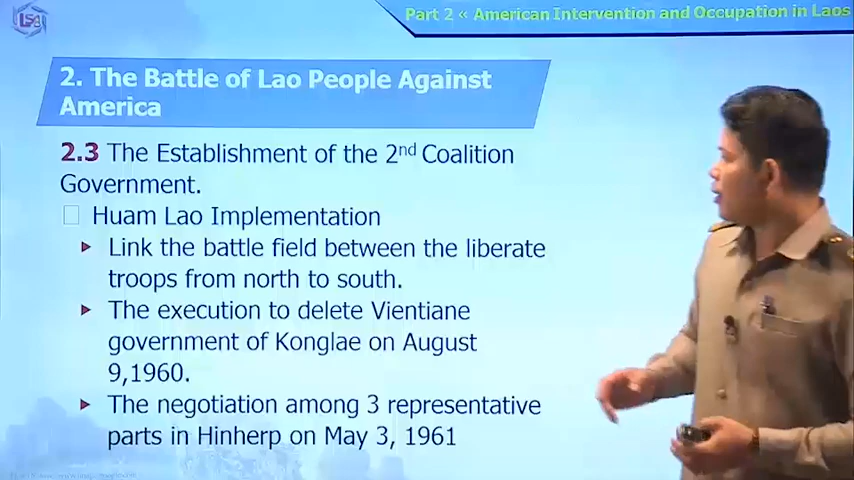 LSB
Part 2 « American Intervention and Occupation in Laos
2. The Battle of Lao People Against
America
2.3 The Establishment of the 2nd Coalition
Government.
Huam Lao Implementation
Link the battle field between the liberate
troops from north to south.
The execution to delete Vientiane
government of Konglae on August
9,1960.
The negotiation among 3 representative
parts in Hinherp on May 3, 1961